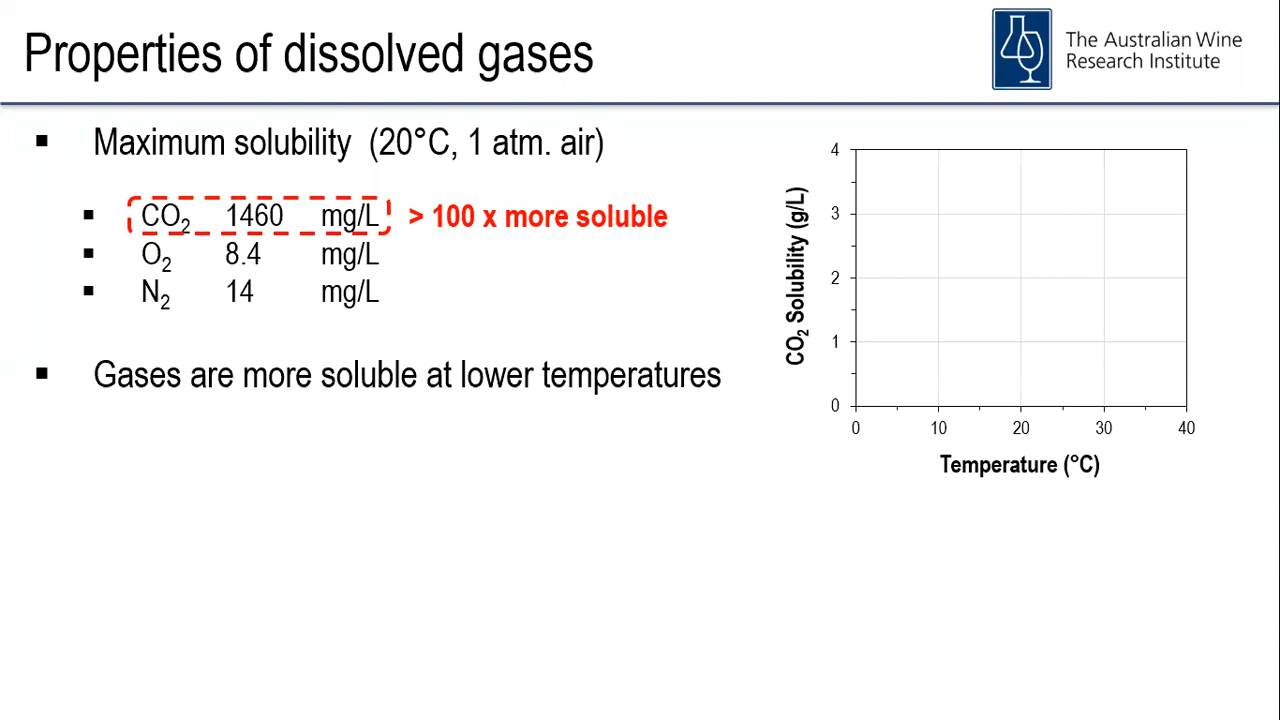 Properties of dissolved gases
The Australian Wine
Research Institute
▪ Maximum solubility (20°C, 1 atm. air)
▪ CO₂ 1460 mg/L > 100 x more soluble
▪ O₂ 8.4 mg/L
▪ N₂ 14 mg/L
▪ Gases are more soluble at lower temperatures
CO₂ Solubility (g/L)
4
3
2
1
0
0 10 20 30 40
Temperature (°C)